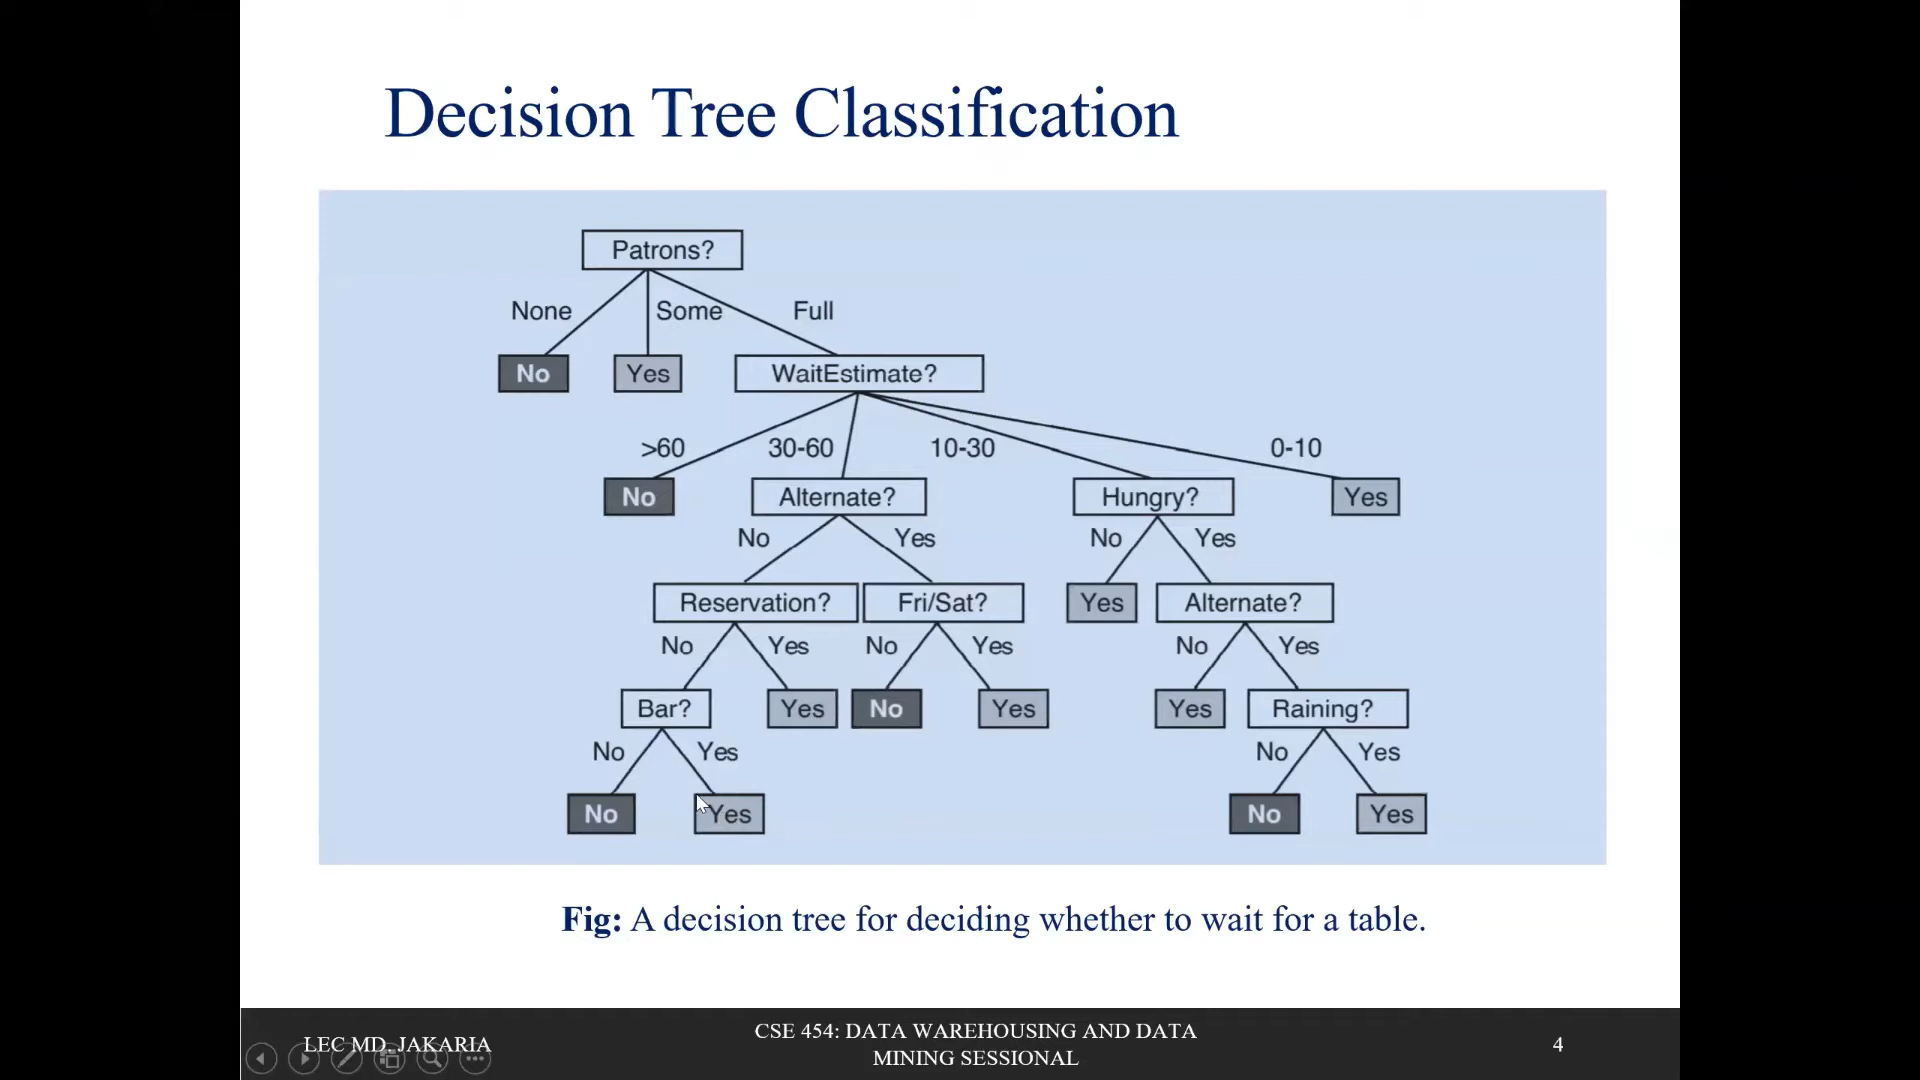 Decision Tree Classification
Patrons?
None Some Full
No Yes WaitEstimate?
>60 30-60 10-30 0-10
No Alternate? Hungry? Yes
No Yes No Yes
Reservation? Fri/Sat? Yes Alternate?
No Yes No Yes No Yes
Bar? Yes No Yes Yes Raining?
No Yes No Yes
No Yes No Yes
Fig: A decision tree for deciding whether to wait for a table.
LEC MD. JAKARIA
CSE 454: DATA WAREHOUSING AND DATA
MINING SESSIONAL
4